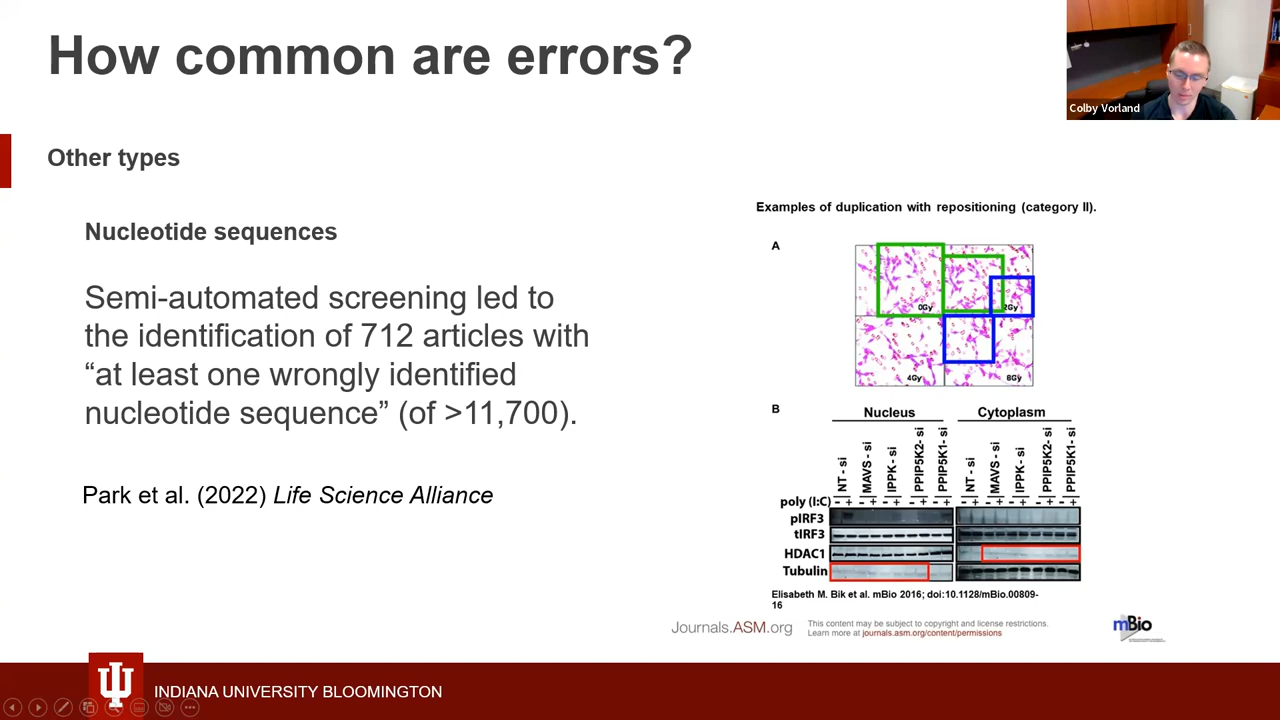 How common are errors?
Colby Vorland
Other types
Nucleotide sequences
Semi-automated screening led to
the identification of 712 articles with
“at least one wrongly identified
nucleotide sequence” (of >11,700).
Park et al. (2022) Life Science Alliance
Examples of duplication with repositioning (category II).
A
0Gy
2Gy
4Gy
8Gy
B
Nucleus
Cytoplasm
NT - si
MAVS - si
IPPK - si
PPIP5K2- si
PPIP5K1- si
NT - si
MAVS - si
IPPK - si
PPIP5K2- si
PPIP5K1- si
poly (I:C) - + - + - + - + - + - + - + - + - + - +
pIRF3
tIRF3
HDAC1
Tubulin
Elisabeth M. Bik et al. mBio 2016; doi:10.1128/mBio.00809-
16
Journals.ASM.org
This content may be subject to copyright and license restrictions.
Learn more at journals.asm.org/content/permissions
mBio
INDIANA UNIVERSITY BLOOMINGTON